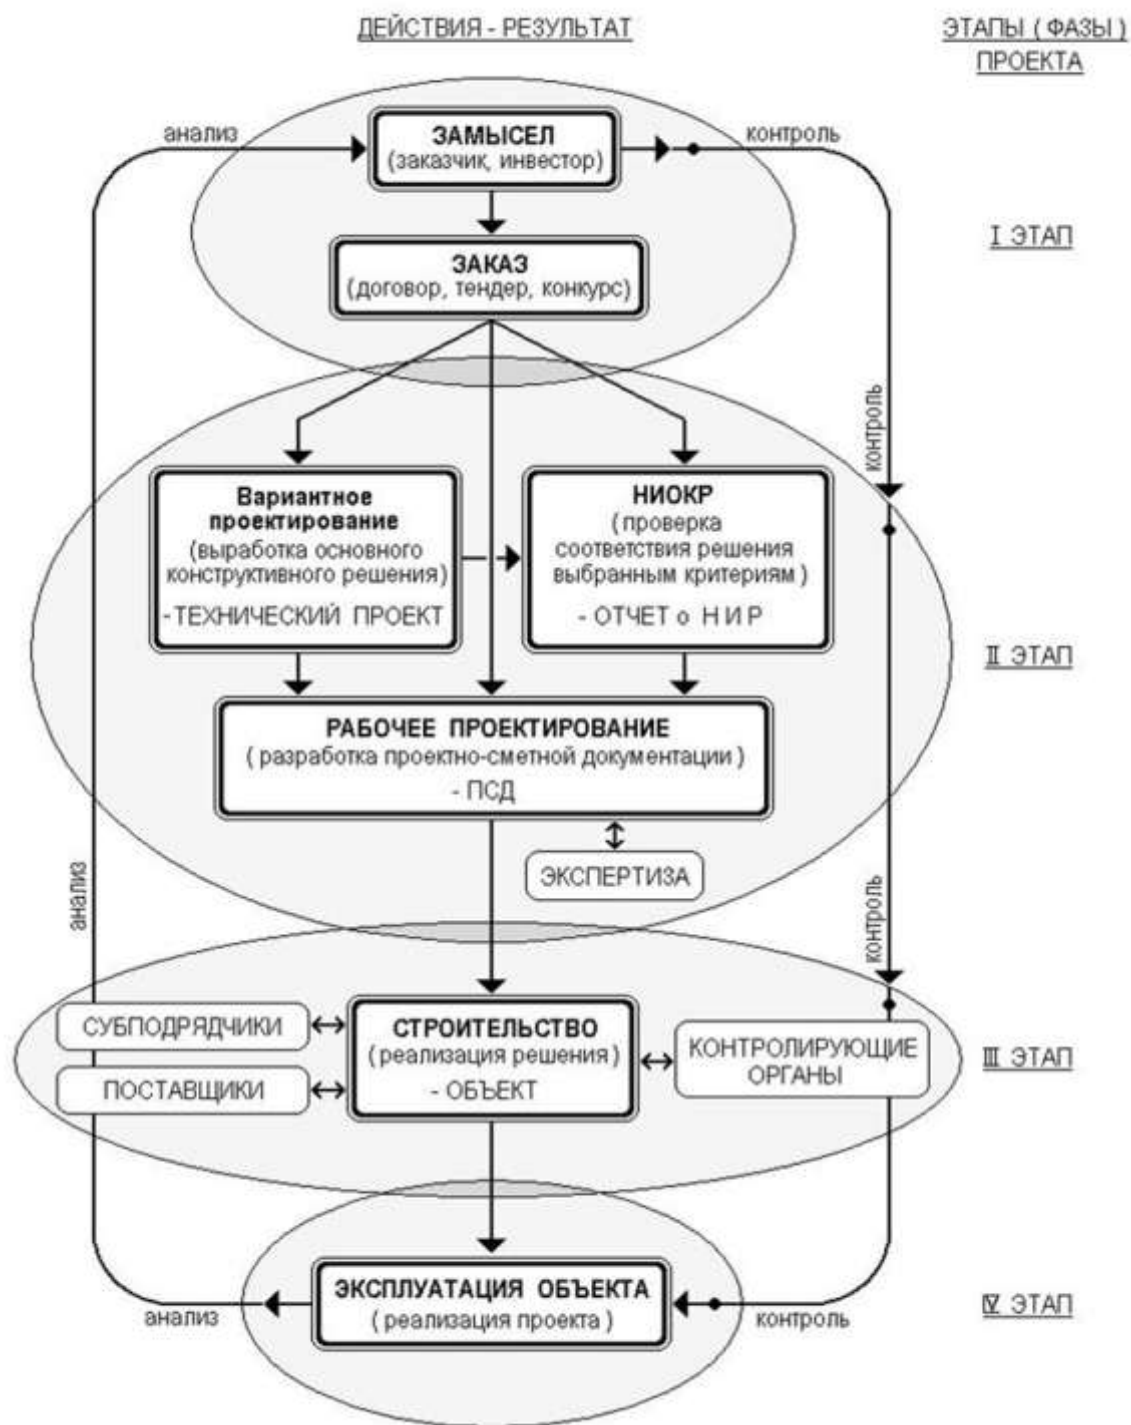 ДЕЙСТВИЯ - РЕЗУЛЬТАТ
ЭТАПЫ ( ФАЗЫ )
ПРОЕКТА
анализ
ЗАМЫСЕЛ
(заказчик, инвестор)
контроль
I ЭТАП
ЗАКАЗ
(договор, тендер, конкурс)
контроль
Вариантное
проектирование
(выработка основного
конструктивного решения)
- ТЕХНИЧЕСКИЙ ПРОЕКТ
НИОКР
(проверка
соответствия решения
выбранным критериям)
- ОТЧЕТ о Н И Р
II ЭТАП
РАБОЧЕЕ ПРОЕКТИРОВАНИЕ
( разработка проектно-сметной документации )
- ПСД
ЭКСПЕРТИЗА
анализ
контроль
СУБПОДРЯДЧИКИ
ПОСТАВЩИКИ
СТРОИТЕЛЬСТВО
(реализация решения)
- ОБЪЕКТ
КОНТРОЛИРУЮЩИЕ
ОРГАНЫ
III ЭТАП
ЭКСПЛУАТАЦИЯ ОБЪЕКТА
( реализация проекта )
анализ
контроль
IV ЭТАП